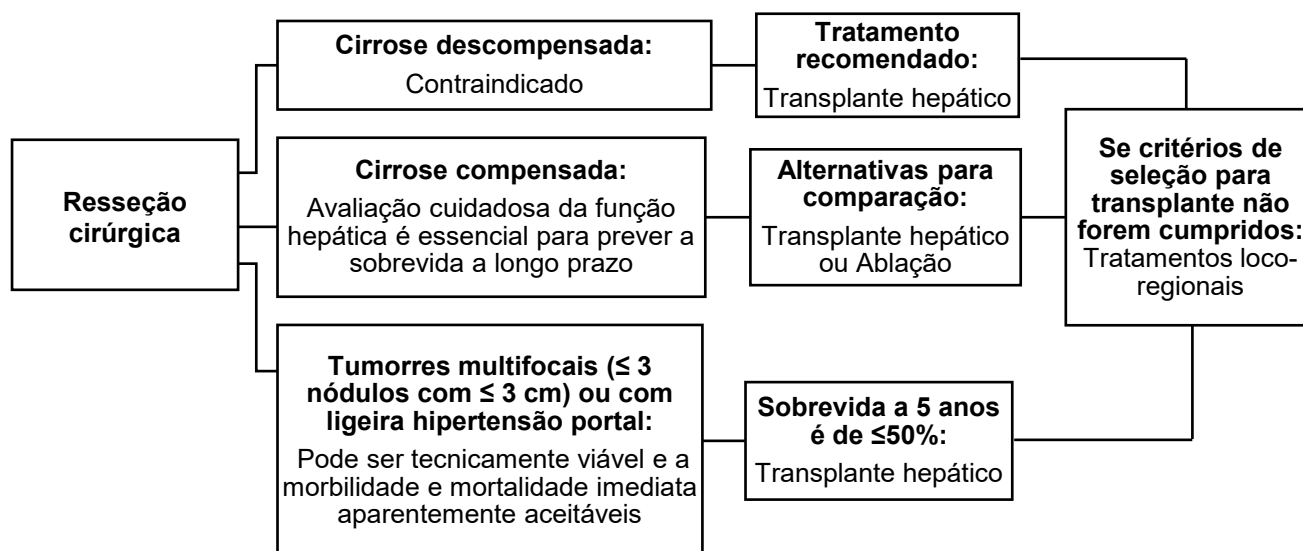 Resseção
cirúrgica
Cirrose descompensada:
Contraindicado
Tratamento
recomendado:
Transplante hepático
Cirrose compensada:
Avaliação cuidadosa da função
hepática é essencial para prever a
sobrevida a longo prazo
Alternativas para
comparação:
Transplante hepático
ou Ablação
Tumorres multifocais (≤ 3
nódulos com ≤ 3 cm) ou com
ligeira hipertensão portal:
Pode ser tecnicamente viável e a
morbilidade e mortalidade imediata
aparentemente aceitáveis
Sobrevida a 5 anos
é de ≤50%:
Transplante hepático
Se critérios de
seleção para
transplante não
forem cumpridos:
Tratamentos loco-
regionais